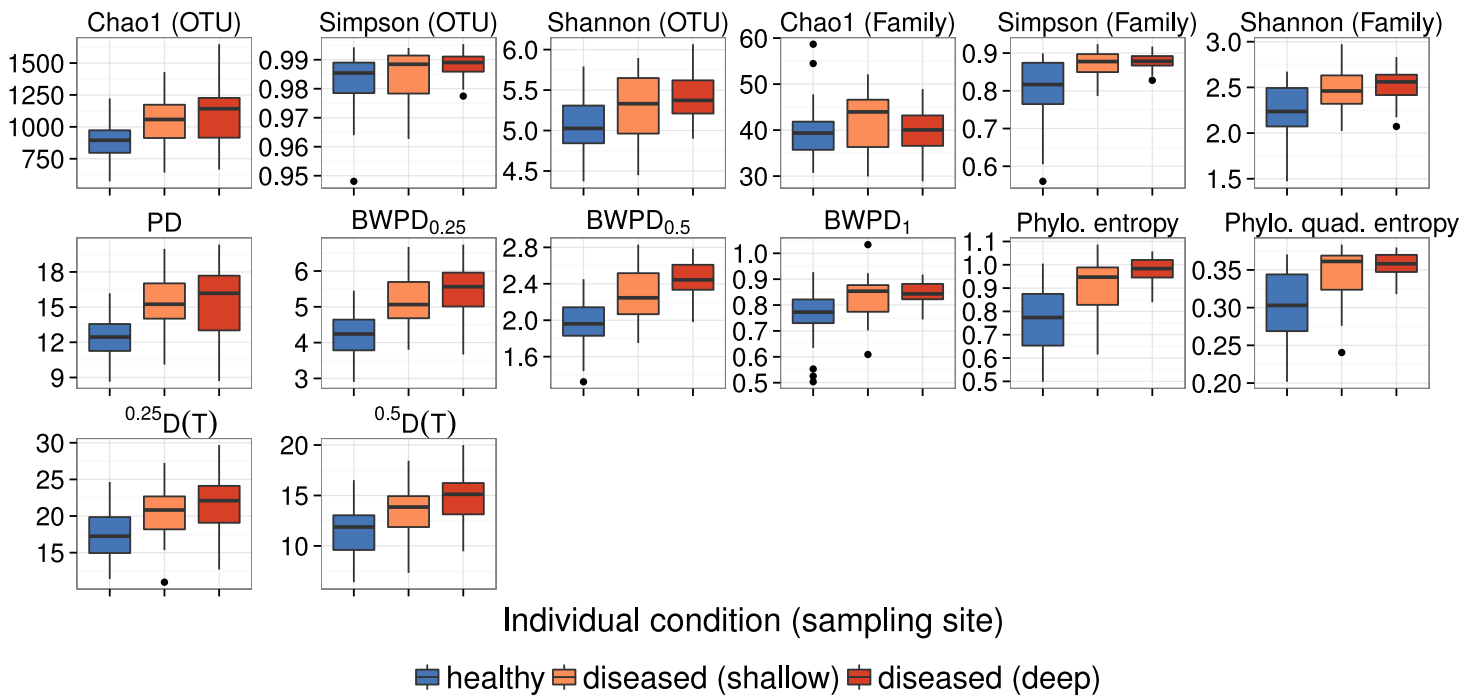 Chao1 (OTU) Simpson (OTU) Shannon (OTU) Chao1 (Family) Simpson (Family) Shannon (Family)
1500 1250 1000 750
0.99 0.98 0.97 0.96 0.95
6.0 5.5 5.0 4.5
60 50 40 30
0.9 0.8 0.7 0.6
3.0 2.5 2.0 1.5
PD BWPD0.25 BWPD0.5 BWPD1 Phylo. entropy Phylo. quad. entropy
18 15 12 9
6 5 4 3
2.8 2.4 2.0 1.6
1.0 0.9 0.8 0.7 0.6 0.5
1.1 1.0 0.9 0.8 0.7 0.6 0.5
0.35 0.30 0.25 0.20
0.25D(T) 0.5D(T)
30 25 20 15
20 15 10
Individual condition (sampling site)
healthy diseased (shallow) diseased (deep)